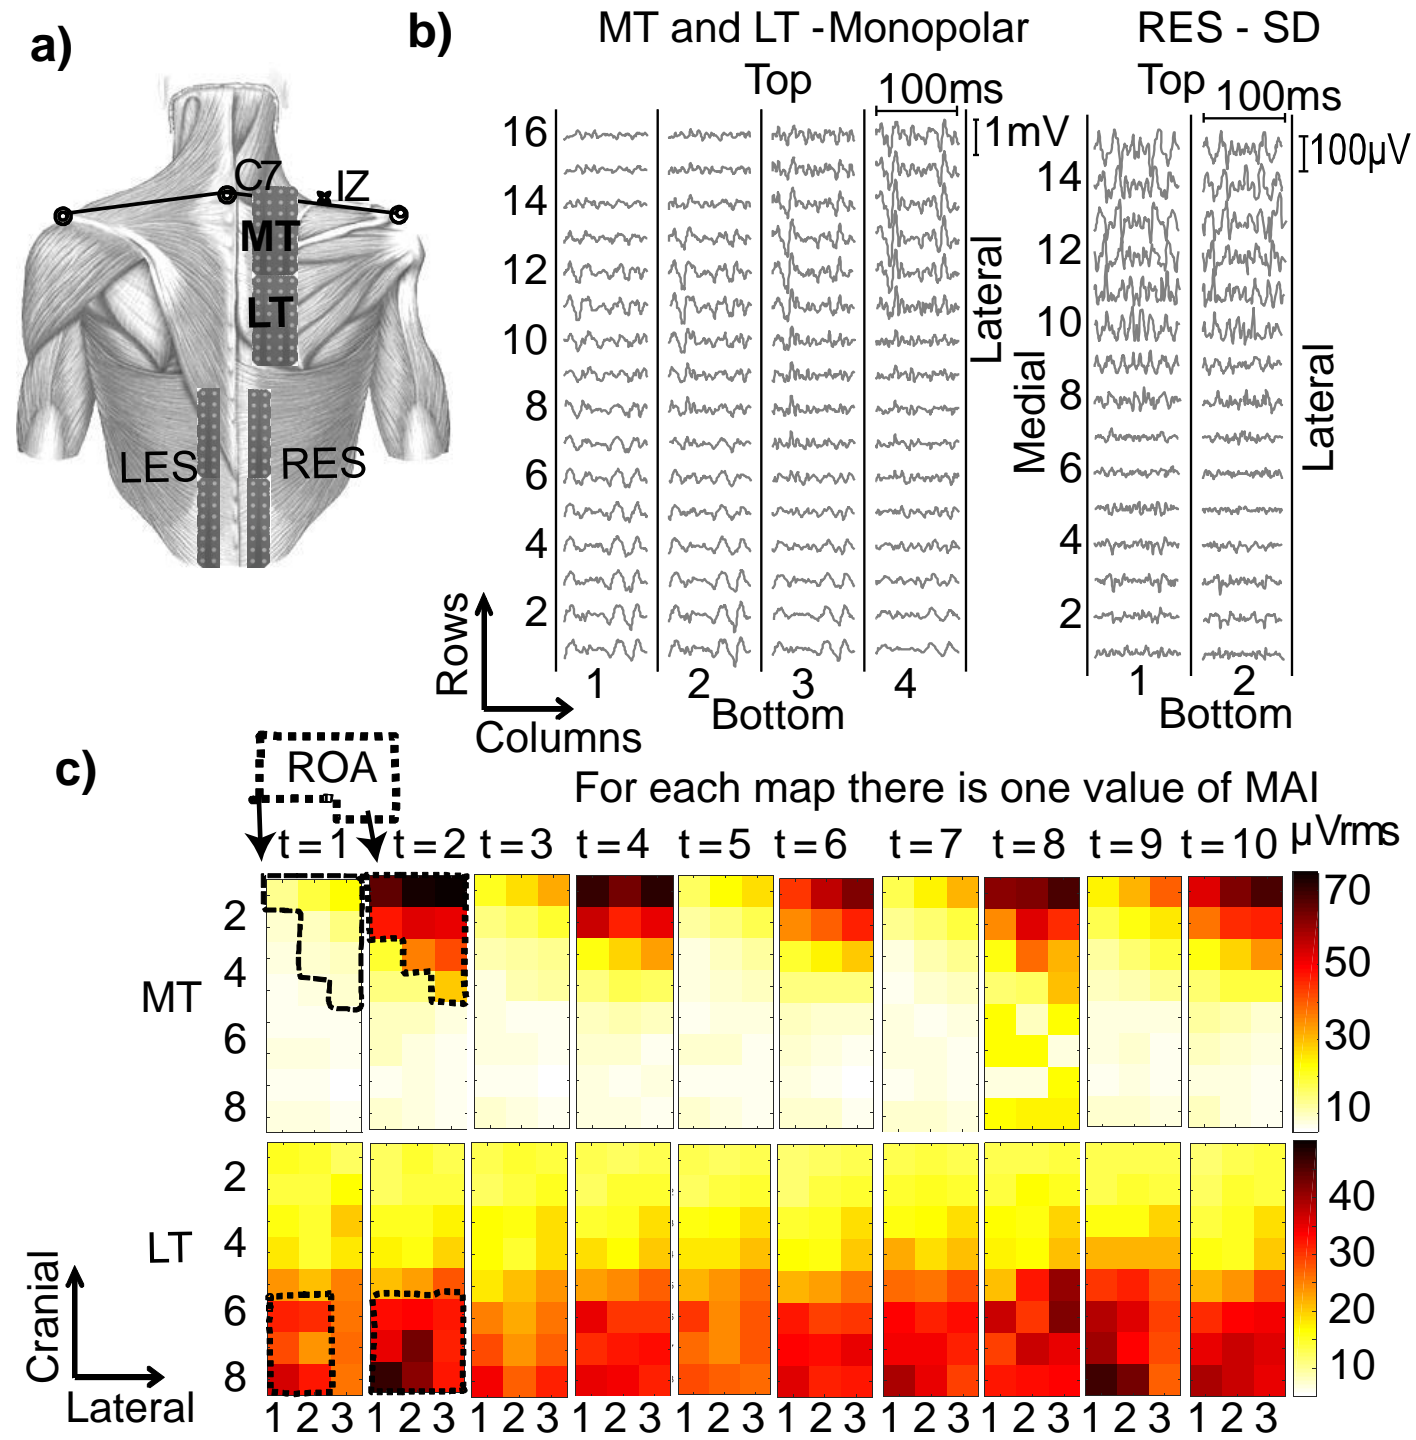 a)
C7
IZ
MT
LT
LES
RES
b)
MT and LT -Monopolar
RES - SD
Top
100ms
Top
100ms
16
14
12
10
8
6
4
2
1mV
Lateral
Medial
14
12
10
8
6
4
2
100µV
Lateral
Rows
Columns
1 2 3 4
Bottom
1 2
Bottom
c)
ROA
For each map there is one value of MAI
t = 1 t = 2 t = 3 t = 4 t = 5 t = 6 t = 7 t = 8 t = 9 t = 10
µVrms
MT
2
4
6
8
70
50
30
10
LT
2
4
6
8
40
30
20
10
Cranial
Lateral
1 2 3 1 2 3 1 2 3 1 2 3 1 2 3 1 2 3 1 2 3 1 2 3 1 2 3 1 2 3